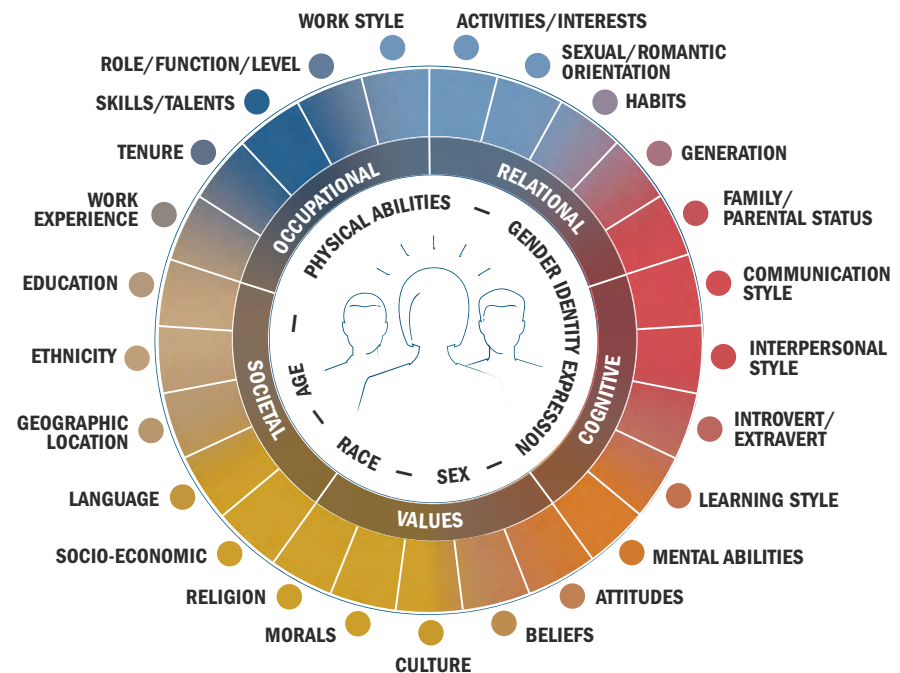 WORK STYLE
ACTIVITIES/INTERESTS
SEXUAL/ROMANTIC
ORIENTATION
HABITS
GENERATION
FAMILY/
PARENTAL STATUS
COMMUNICATION
STYLE
INTERPERSONAL
STYLE
INTROVERT/
EXTRAVERT
LEARNING STYLE
MENTAL ABILITIES
ATTITUDES
BELIEFS
CULTURE
MORALS
RELIGION
SOCIO-ECONOMIC
LANGUAGE
GEOGRAPHIC
LOCATION
ETHNICITY
EDUCATION
WORK
EXPERIENCE
TENURE
SKILLS/TALENTS
ROLE/FUNCTION/LEVEL
OCCUPATIONAL
RELATIONAL
COGNITIVE
VALUES
SOCIETAL
PHYSICAL ABILITIES —
GENDER IDENTITY EXPRESSION —
SEX —
RACE —
AGE —